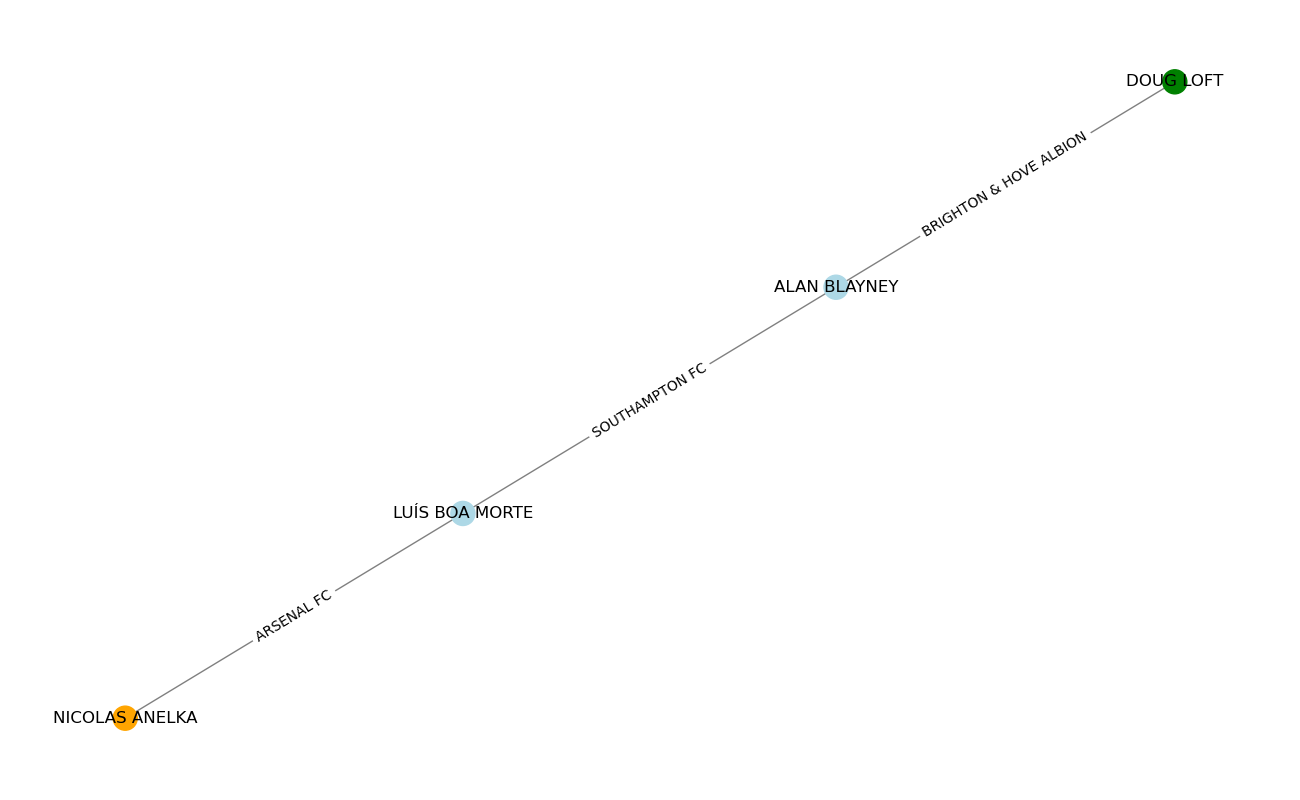 DOUG LOFT
BRIGHTON & HOVE ALBION
ALAN BLAYNEY
SOUTHAMPTON FC
LUÍS BOA MORTE
ARSENAL FC
NICOLAS ANELKA